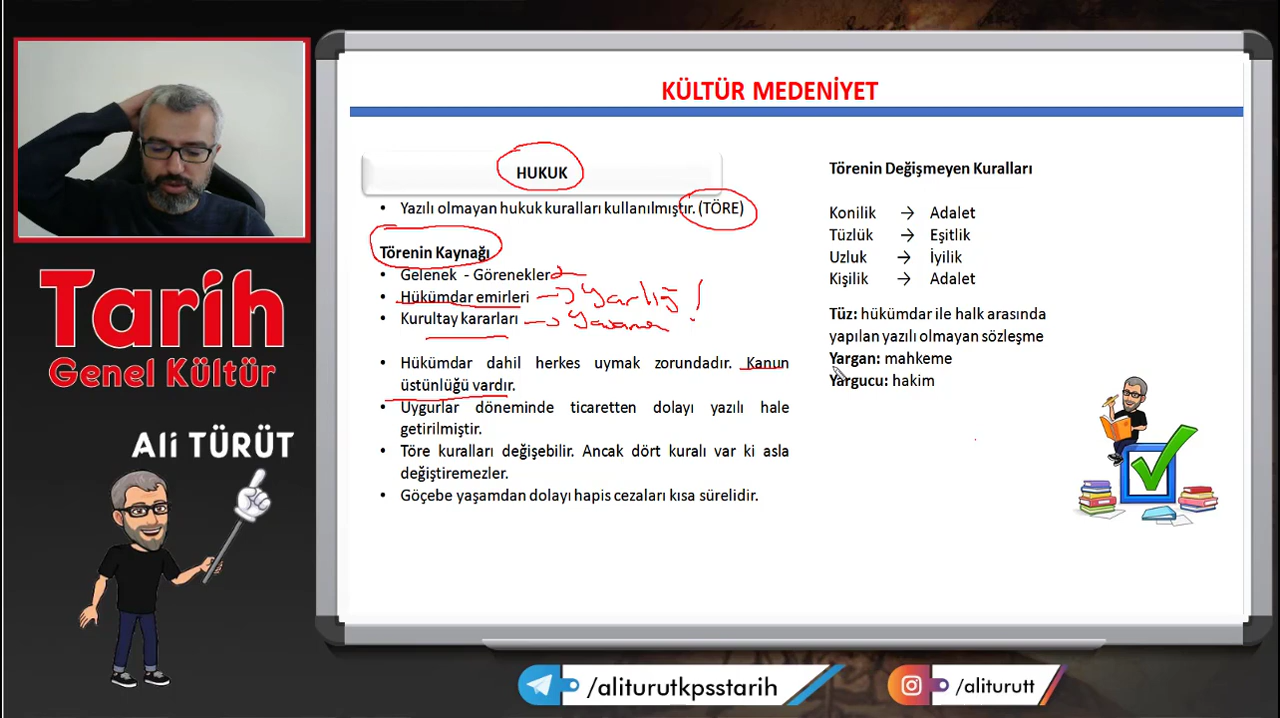 KÜLTÜR MEDENİYET
HUKUK
Yazılı olmayan hukuk kuralları kullanılmıştır. (TÖRE)
Törenin Kaynağı
Gelenek - Görenekler
Hükümdar emirleri → Yarlığ !
Kurultay kararları →
Hükümdar dahil herkes uymak zorundadır. Kanun
üstünlüğü vardır.
Uygurlar döneminde ticaretten dolayı yazılı hale
getirilmiştir.
Töre kuralları değişebilir. Ancak dört kuralı var ki asla
değiştiremezler.
Göçebe yaşamdan dolayı hapis cezaları kısa sürelidir.
Törenin Değişmeyen Kuralları
Konilik → Adalet
Tüzlük → Eşitlik
Uzluk → İyilik
Kişilik → Adalet
Tüz: hükümdar ile halk arasında
yapılan yazılı olmayan sözleşme
Yargan: mahkeme
Yargucu: hakim
Tarih
Genel Kültür
Ali TÜRÜT
/aliturutkpsstarih
/aliturutt